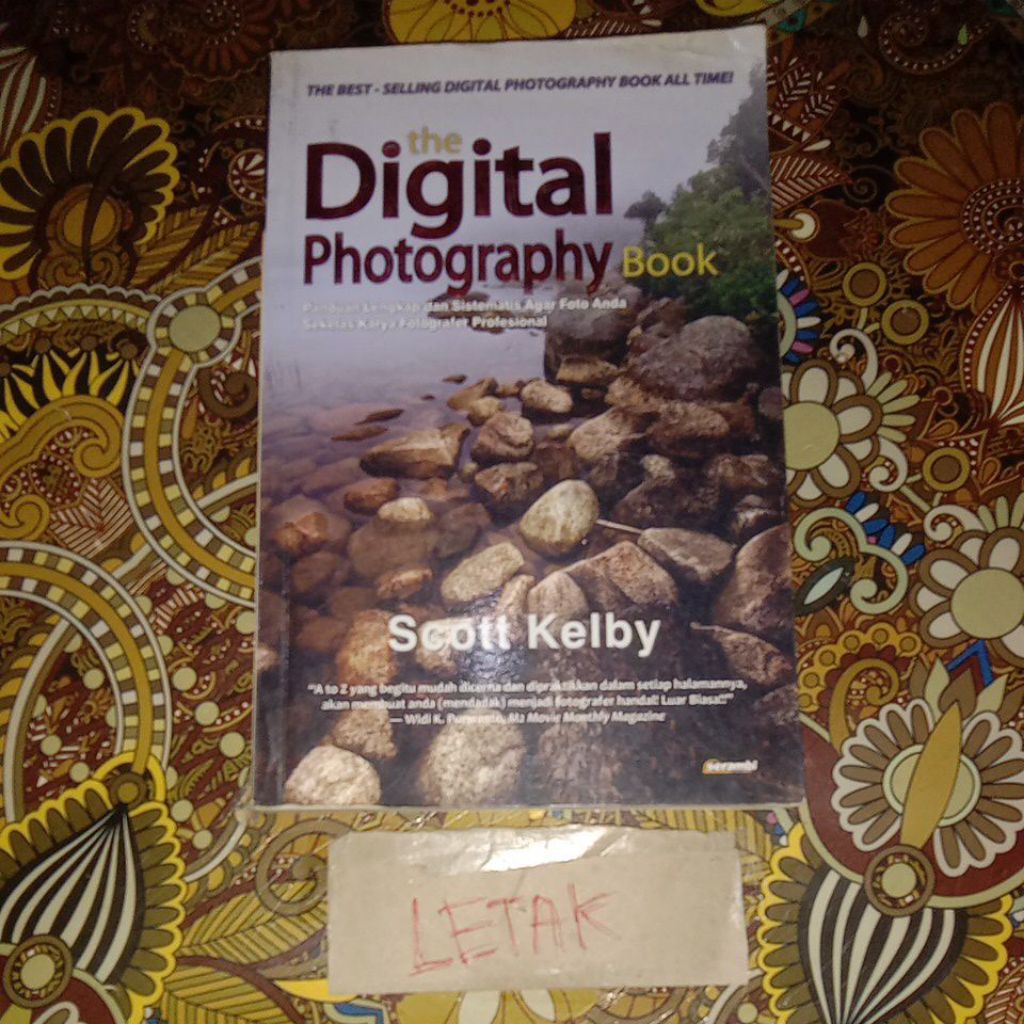 THE BEST - SELLING DIGITAL PHOTOGRAPHY BOOK ALL TIME!
the
Digital
Photography Book
Panduan Lengkap dan Sistematis Agar Foto Anda
Sekelas Karya Fotografer Profesional
Scott Kelby
"A to Z yang begitu mudah dicerna dan dipraktikkan dalam setiap halamannya,
akan membuat anda (mendadak) menjadi fotografer handal! Luar Biasa!"
— Widi K. Ma Movie Monthly Magazine
serambi
LETAK